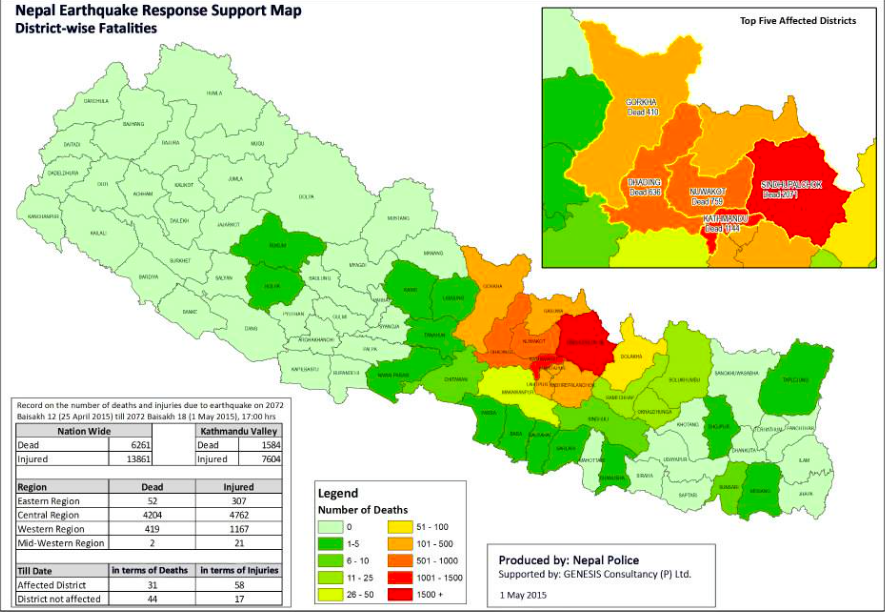 Nepal Earthquake Response Support Map
District-wise Fatalities
Top Five Affected Districts
GORKHA
Dead 410
DHADING
Dead 636
NUWAKOT
Dead 759
SINDHUPALCHOK
KATHMANDU
Dead 1144
DARCHULA
HUMLA
BAJHANG
BAITADI
BAJURA
MUGU
DADELDHURA
DOTI
ACHHAM
KALIKOT
JUMLA
DOLPA
KANCHANPUR
KAILALI
DAILEKH
JAJARKOT
MUSTANG
SURKHET
RUKUM
MANANG
BARDIYA
SALYAN
ROLPA
BAGLUNG
MYAGDI
KASKI
LAMJUNG
GORKHA
RASUWA
BANKE
DANG
PYUTHAN
GULMI
PARBAT
SYANGJA
TANAHUN
DHADING
NUWAKOT
DOLAKHA
ARGHAKHANCHI
PALPA
KAPILBASTU
RUPANDEHI
NAWALPARASI
CHITAWAN
MAKWANPUR
LALITPUR
KABHREPALANCHOK
RAMECHHAP
SOLUKHUMBU
SANKHUWASABHA
TAPLEJUNG
OKHALDHUNGA
SINDHULI
KHOTANG
BHOJPUR
TERHATHUM
PANCHTHAR
PARSA
BARA
RAUTAHAT
SARLAHI
MAHOTTARI
DHANUSHA
SIRAHA
UDAYAPUR
DHANKUTA
ILAM
SAPTARI
SUNSARI
MORANG
JHAPA
Record on the number of deaths and injuries due to earthquake on 2072
Baisakh 12 (25 April 2015) till 2072 Baisakh 18 (1 May 2015), 17:00 hrs
Nation Wide Kathmandu Valley
Dead 6261 Dead 1584
Injured 13861 Injured 7604
Region Dead Injured
Eastern Region 52 307
Central Region 4204 4762
Western Region 419 1167
Mid-Western Region 2 21
Till Date in terms of Deaths in terms of Injuries
Affected District 31 58
District not affected 44 17
Legend
Number of Deaths
0 51 - 100
1-5 101 - 500
6 - 10 501 - 1000
11 - 25 1001 - 1500
26 - 50 1500 +
Produced by: Nepal Police
Supported by: GENESIS Consultancy (P) Ltd.
1 May 2015